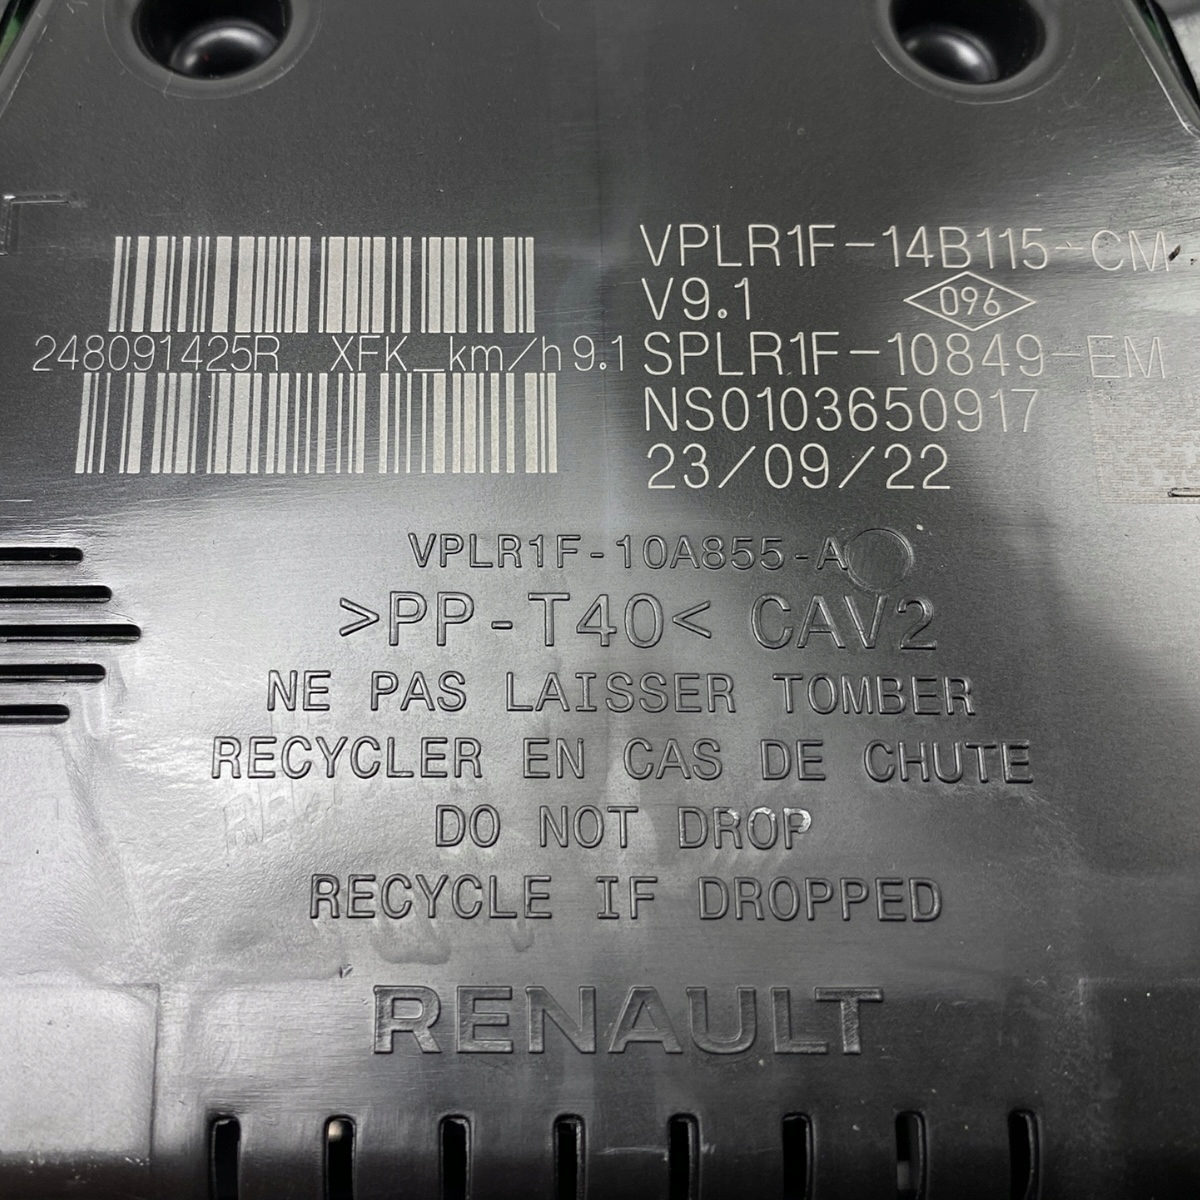 VPLR1F-14B115-CM
V9.1 096
248091425R XFK_km/h 9.1 SPLR1F-10849-EM
NS0103650917
23/09/22
VPLR1F-10A855-A
>PP-T40< CAV2
NE PAS LAISSER TOMBER
RECYCLER EN CAS DE CHUTE
DO NOT DROP
RECYCLE IF DROPPED
RENAULT